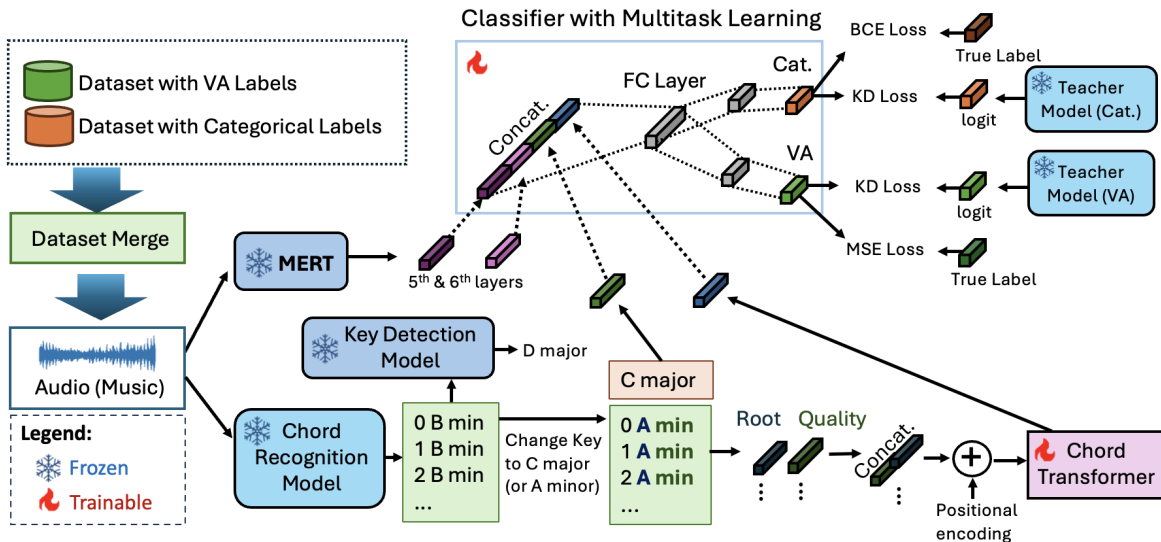 Classifier with Multitask Learning
Dataset with VA Labels
Dataset with Categorical Labels
Dataset Merge
Audio (Music)
Legend:
Frozen
Trainable
MERT
5th & 6th layers
Concat.
FC Layer
Cat.
VA
BCE Loss
True Label
KD Loss
logit
Teacher
Model (Cat.)
KD Loss
logit
Teacher
Model (VA)
MSE Loss
True Label
Key Detection
Model
D major
Chord
Recognition
Model
0 B min
1 B min
2 B min
...
Change Key
to C major
(or A minor)
C major
0 A min
1 A min
2 A min
...
Root
Quality
Concat.
Positional
encoding
Chord
Transformer